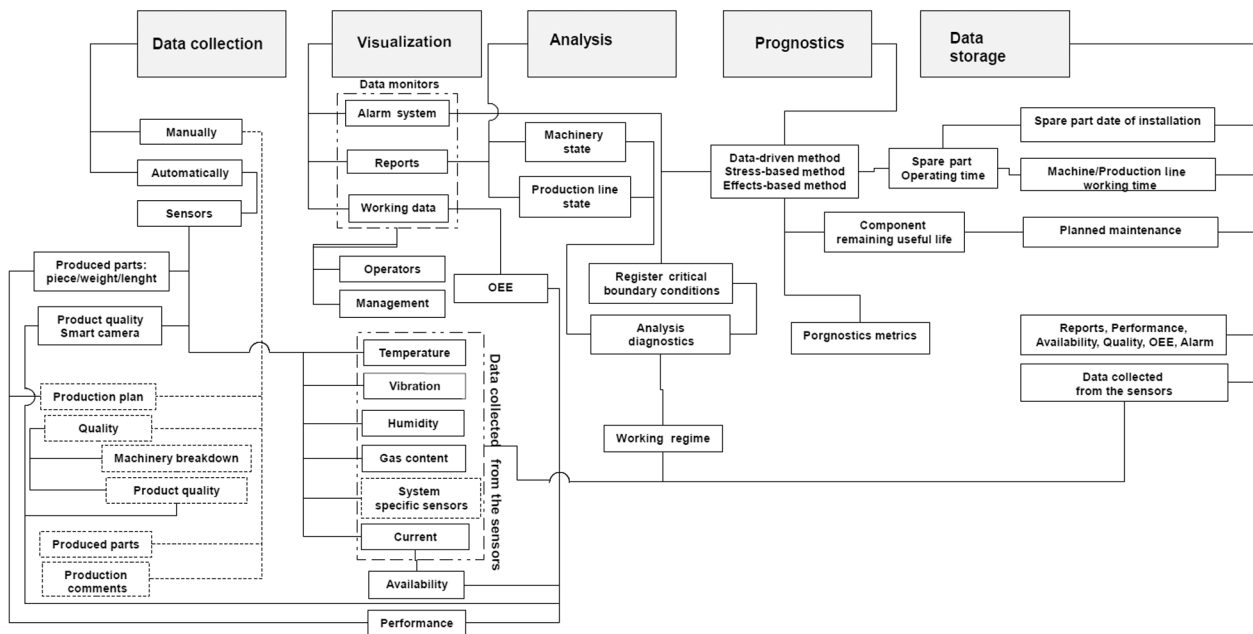 Data collection
Visualization
Analysis
Prognostics
Data
storage
Data monitors
Alarm system
Reports
Working data
Operators
Management
OEE
Manually
Automatically
Sensors
Produced parts:
piece/weight/lenght
Product quality
Smart camera
Production plan
Quality
Machinery breakdown
Product quality
Produced parts
Production
comments
Temperature
Vibration
Humidity
Gas content
System
specific sensors
Current
Data collected from the sensors
Availability
Performance
Machinery
state
Production line
state
Register critical
boundary conditions
Analysis
diagnostics
Working regime
Data-driven method
Stress-based method
Effects-based method
Spare part
Operating time
Component
remaining useful life
Porgnostics metrics
Spare part date of installation
Machine/Production line
working time
Planned maintenance
Reports, Performance,
Availability, Quality, OEE, Alarm
Data collected
from the sensors